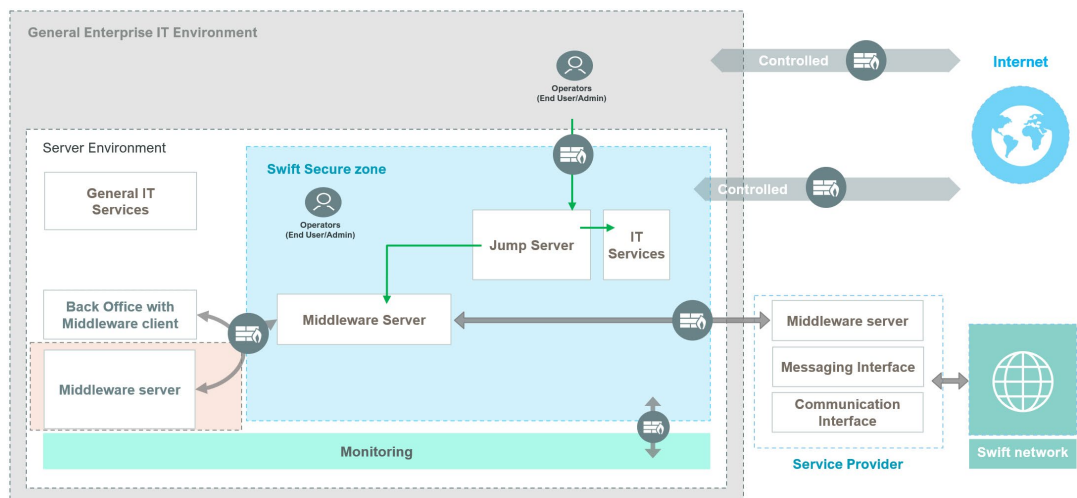 General Enterprise IT Environment
Operators
(End User/Admin)
Controlled
Internet
Server Environment
Swift Secure zone
Operators
(End User/Admin)
Controlled
General IT
Services
Jump Server
IT
Services
Back Office with
Middleware client
Middleware Server
Middleware server
Middleware server
Messaging Interface
Communication
Interface
Monitoring
Service Provider
Swift network